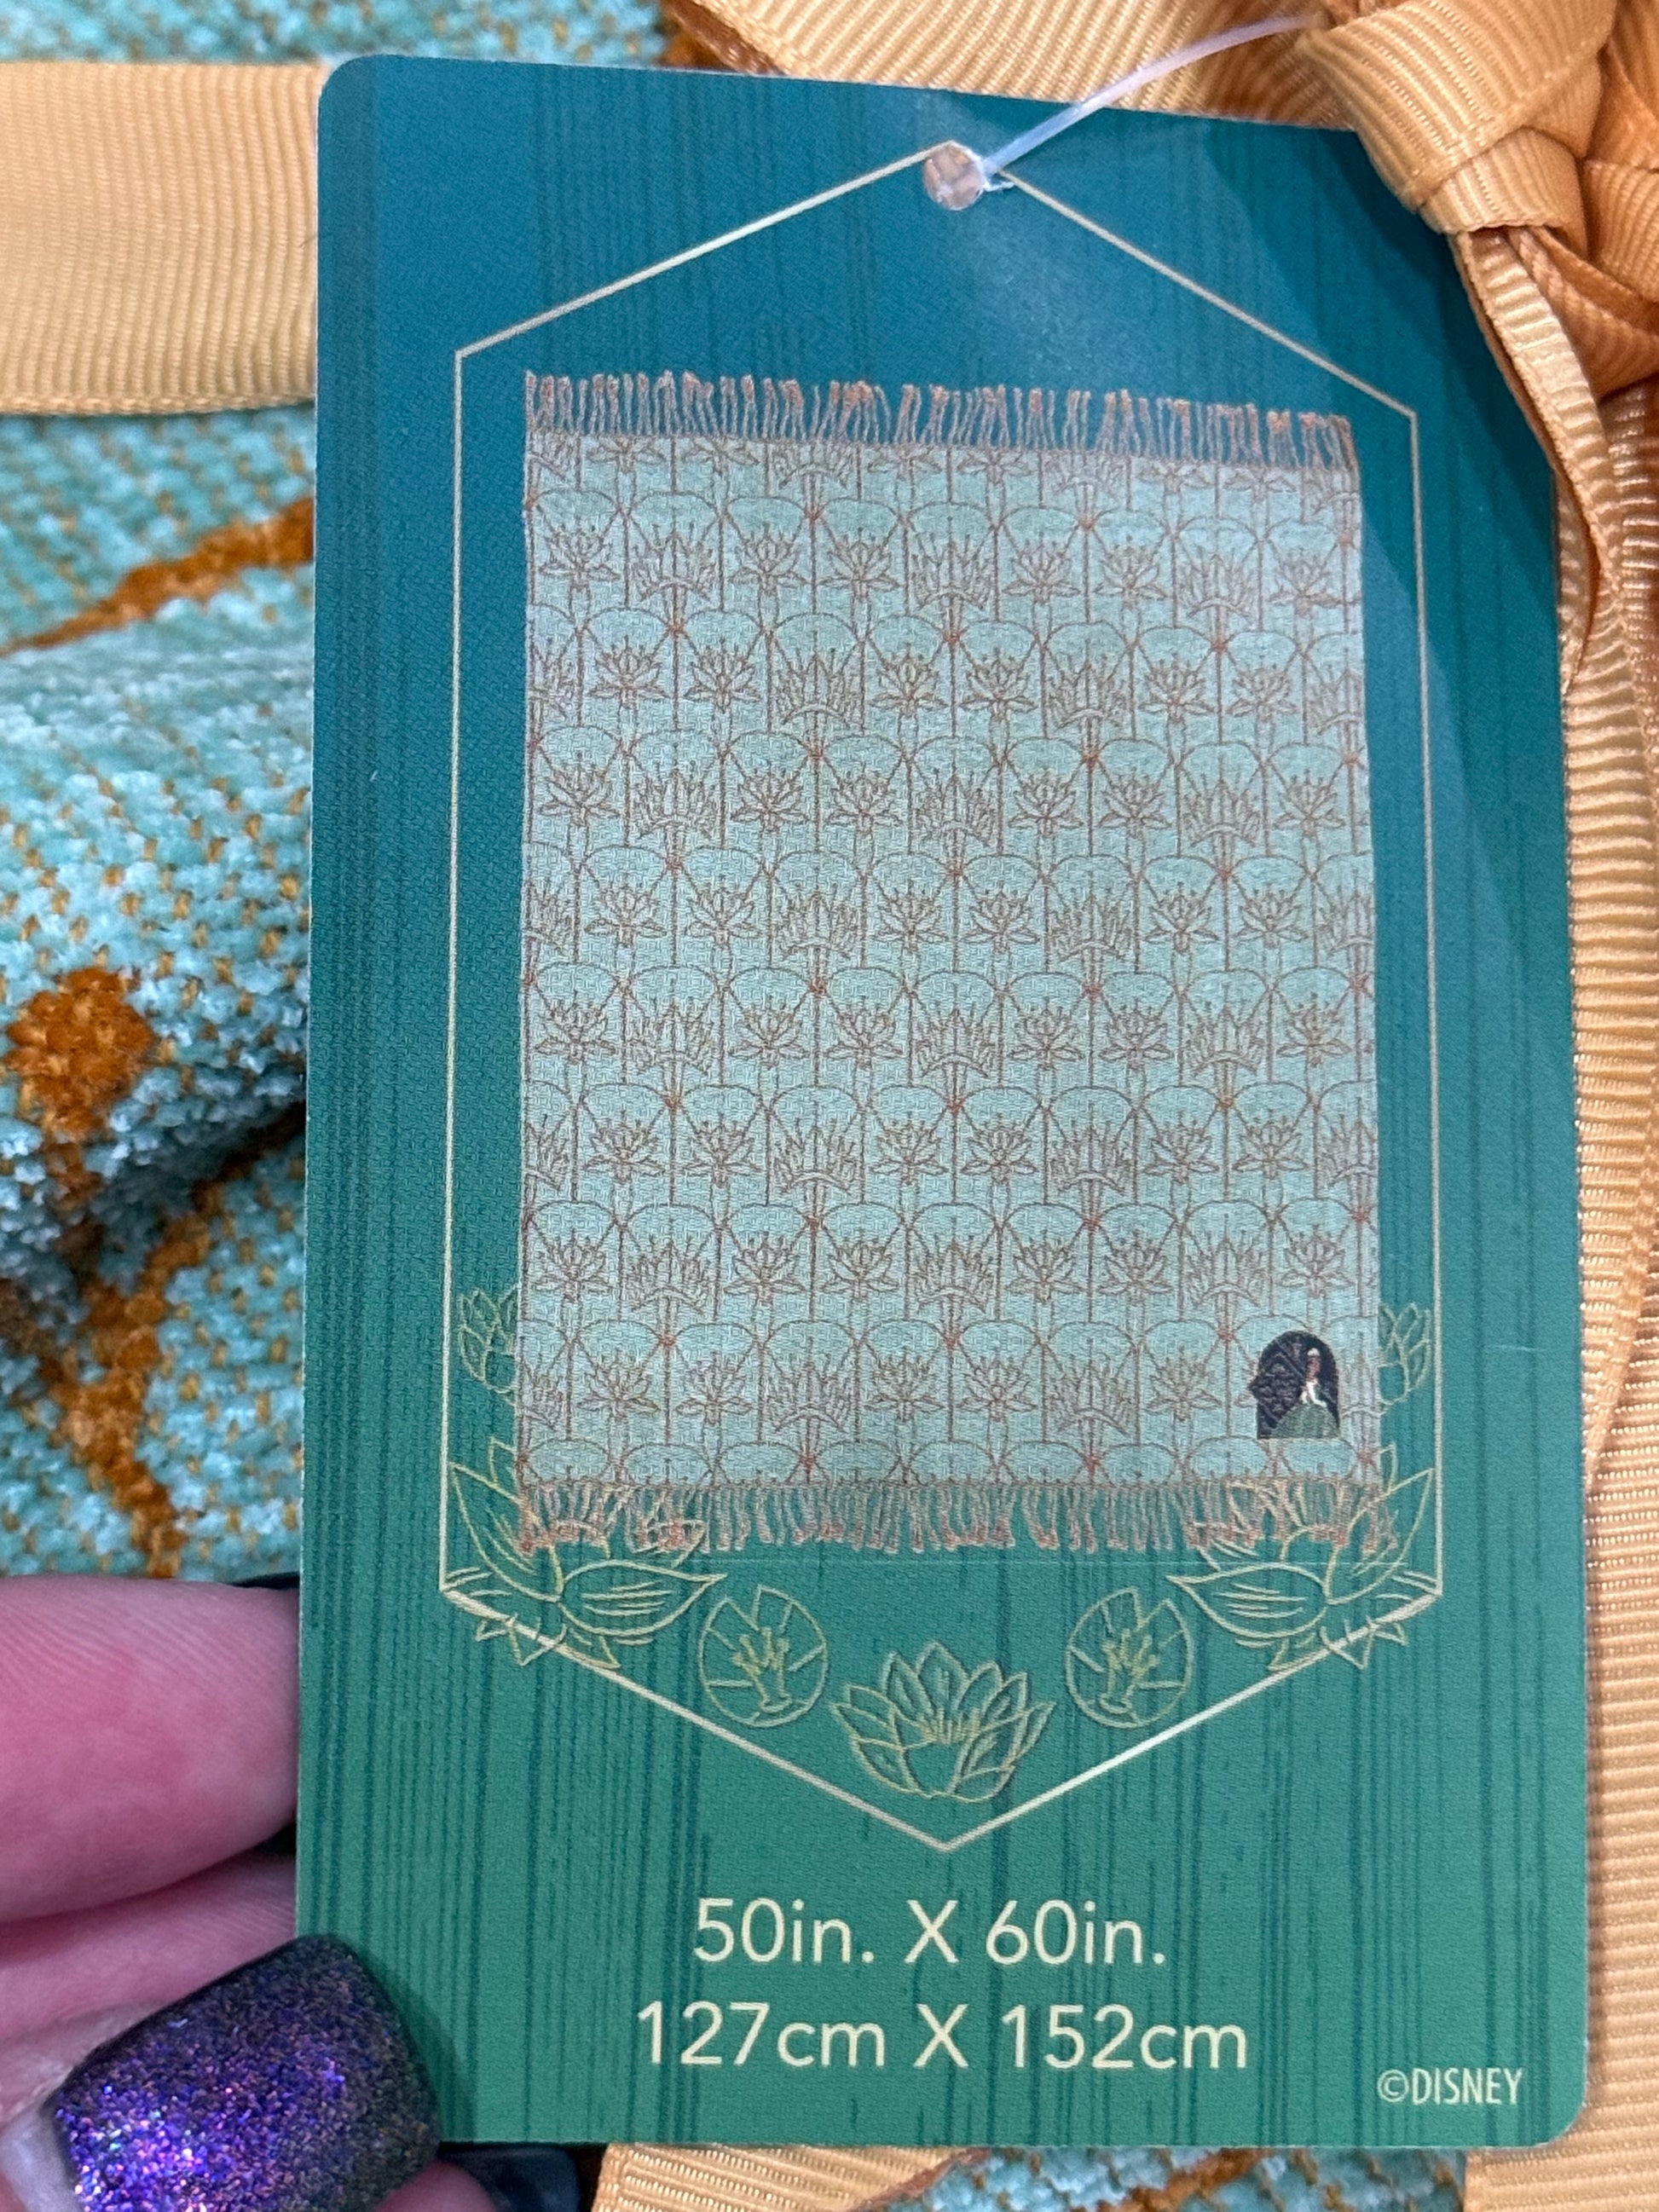 50in. X 60in.
127cm X 152cm
©DISNEY